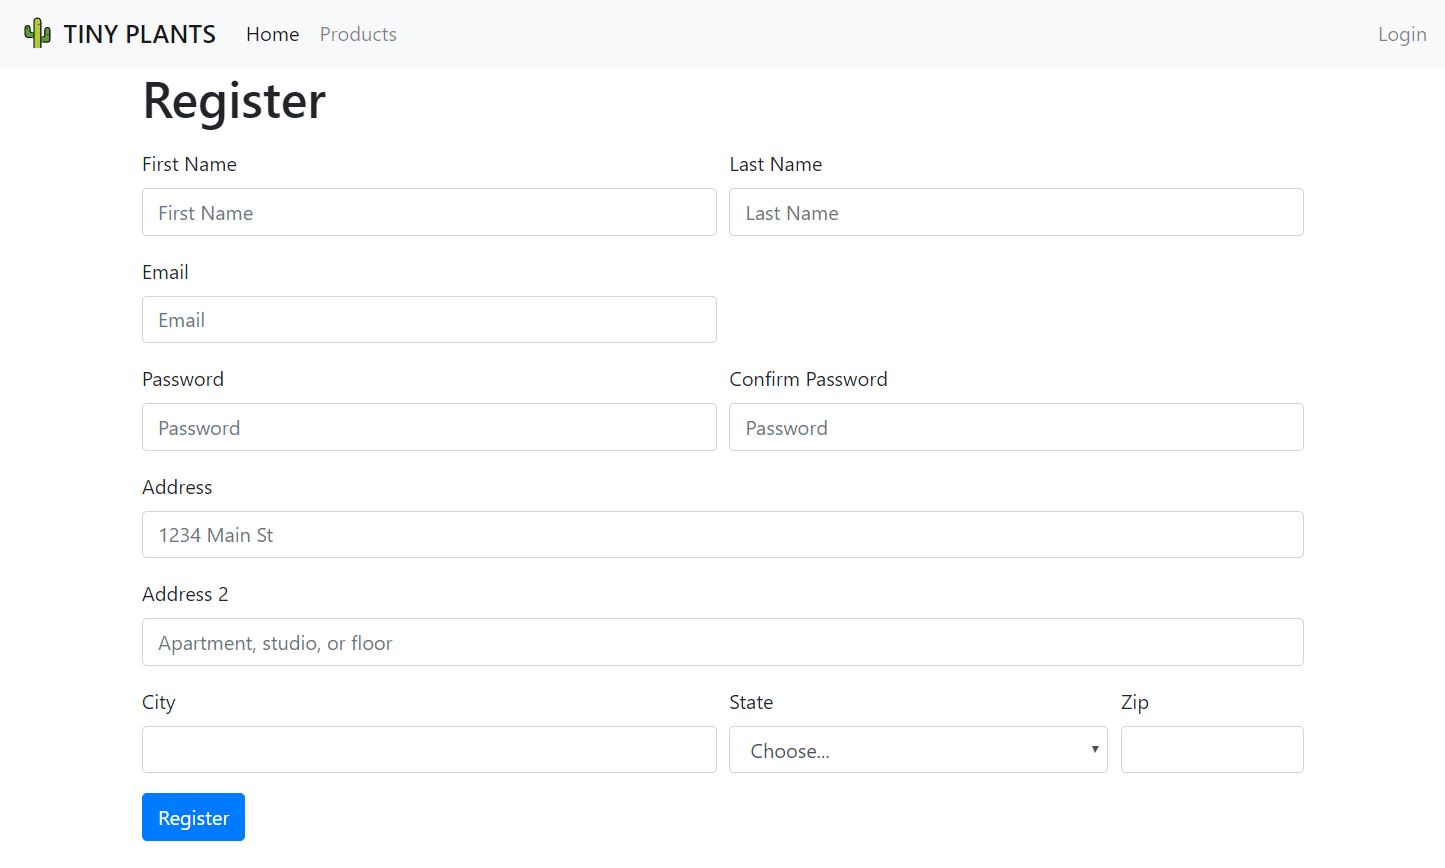 TINY PLANTS Home Products Login
Register
First Name Last Name
First Name Last Name
Email
Email
Password Confirm Password
Password Password
Address
1234 Main St
Address 2
Apartment, studio, or floor
City State Zip
Choose...
Register